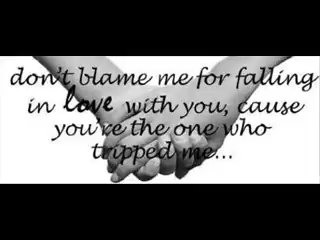 don't blame me for falling
in love with you, cause
you're the one who
tripped me...